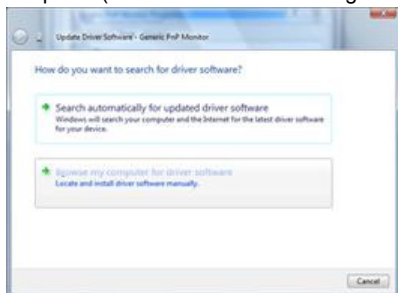 Update Driver Software - Generic PnP Monitor
How do you want to search for driver software?
Search automatically for updated driver software
Windows will search your computer and the Internet for the latest driver software
for your device.
Browse my computer for driver software
Locate and install driver software manually.
Cancel